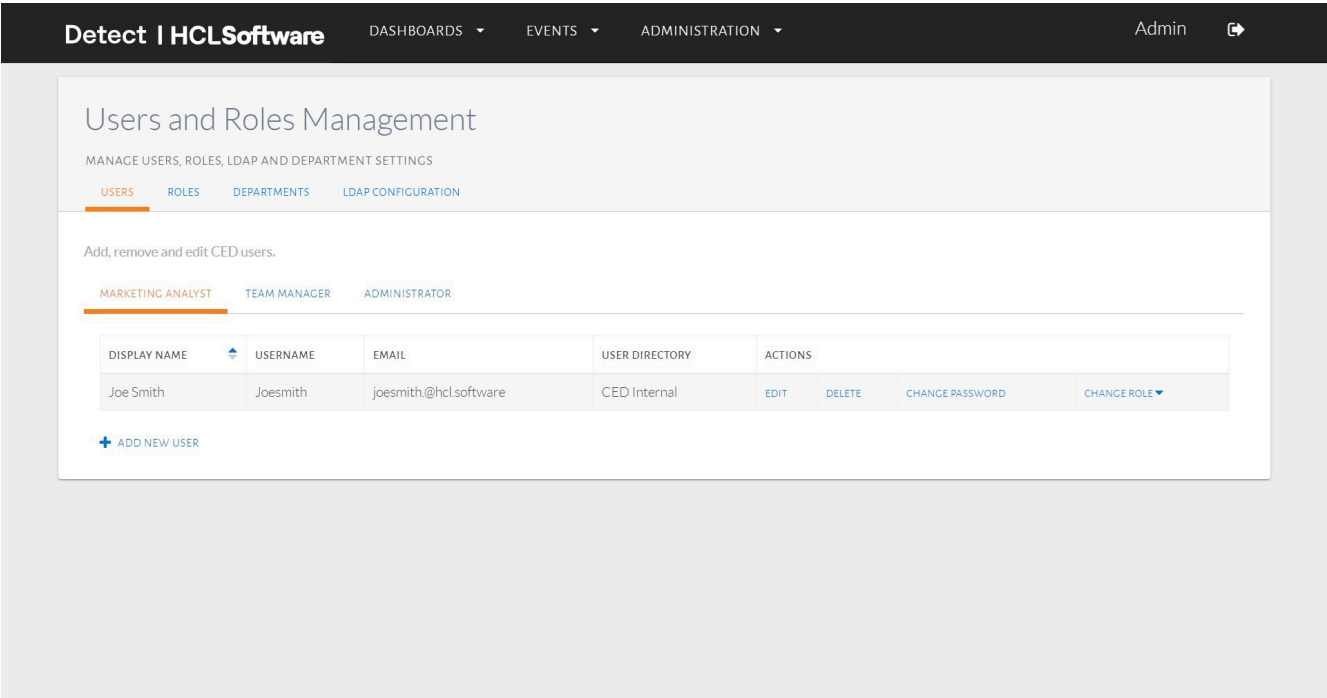 Detect | HCLSoftware DASHBOARDS EVENTS ADMINISTRATION Admin
Users and Roles Management
MANAGE USERS, ROLES, LDAP AND DEPARTMENT SETTINGS
USERS ROLES DEPARTMENTS LDAP CONFIGURATION
Add, remove and edit CED users.
MARKETING ANALYST TEAM MANAGER ADMINISTRATOR
DISPLAY NAME USERNAME EMAIL USER DIRECTORY ACTIONS
Joe Smith Joesmith joesmith.@hcl.software CED Internal EDIT DELETE CHANGE PASSWORD CHANGE ROLE
ADD NEW USER